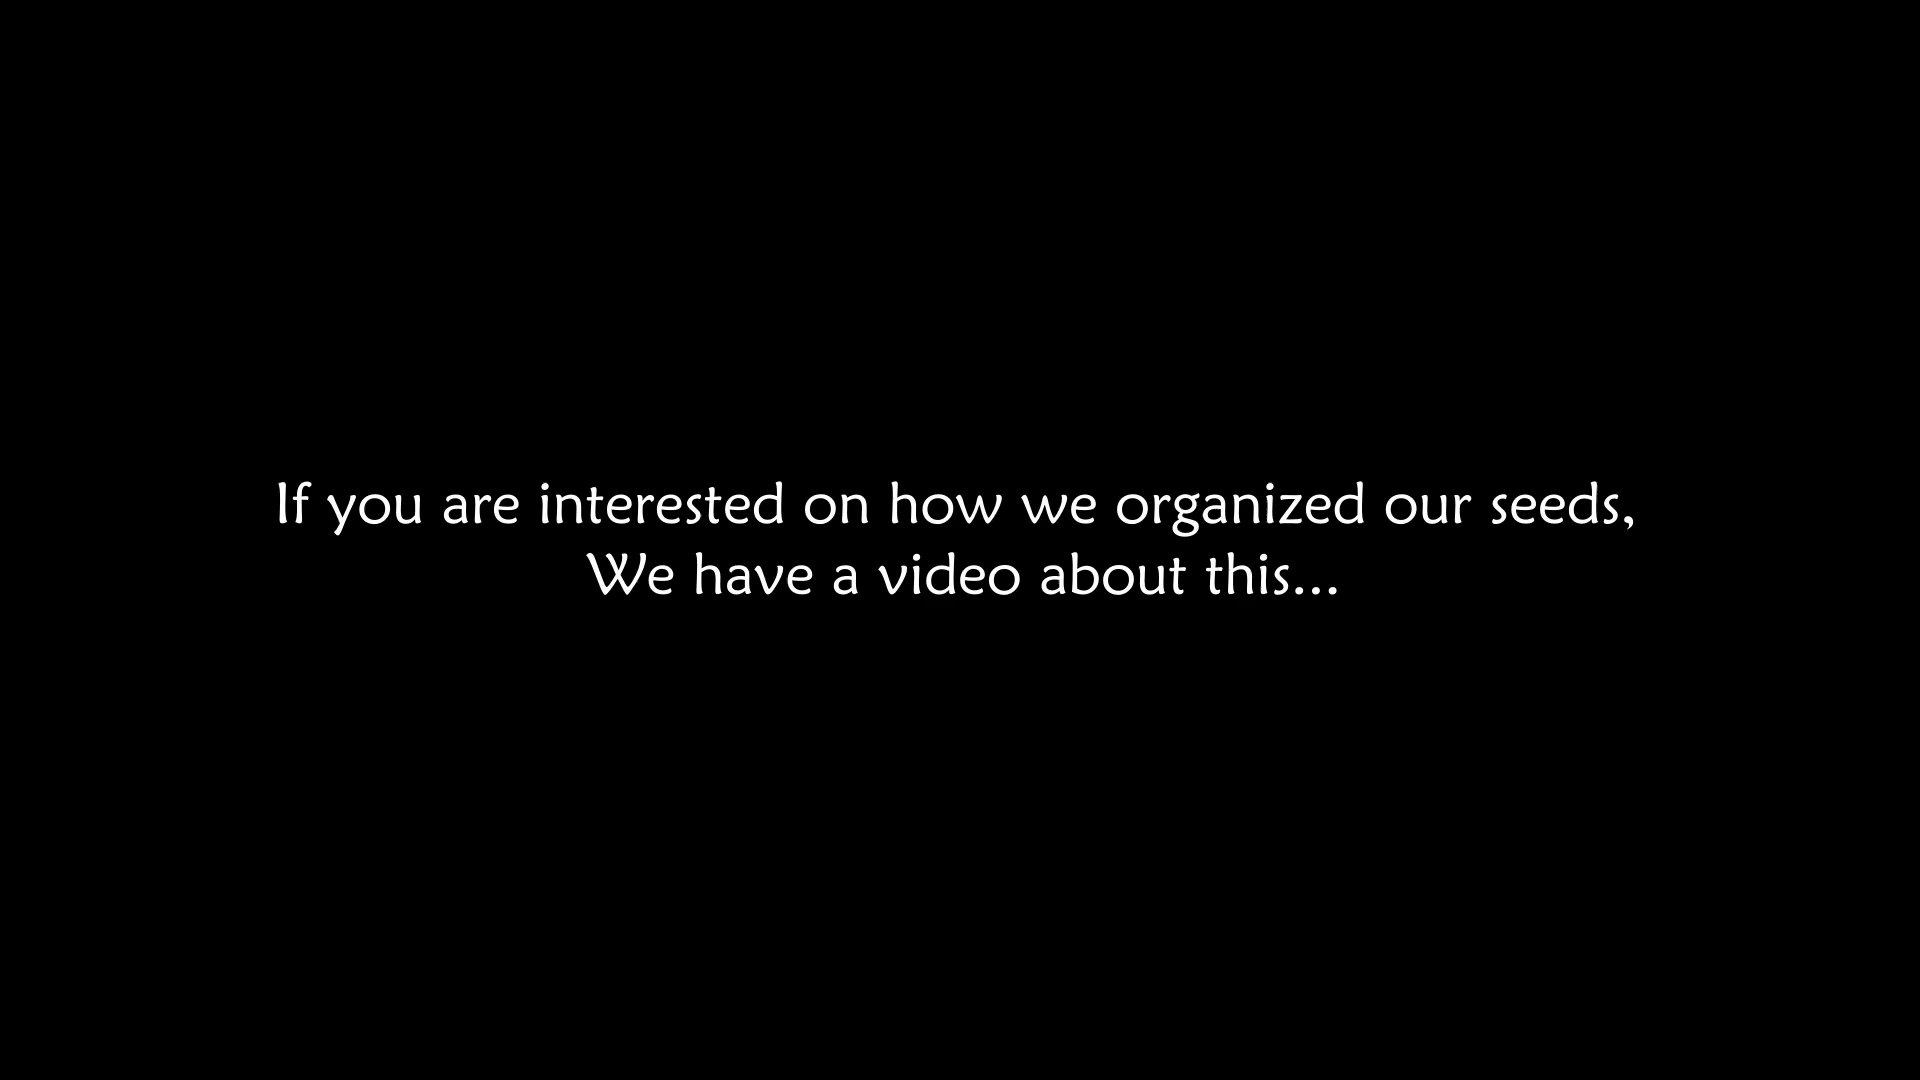 If you are interested on how we organized our seeds,
We have a video about this...